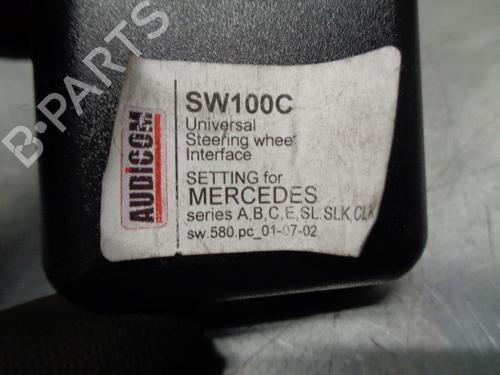 B-PARTS
AUDICOM
SW100C
Universal
Steering wheel
Interface
SETTING for
MERCEDES
series A,B,C,E,SL.SLK,CLK
sw.580.pc_01-07-02